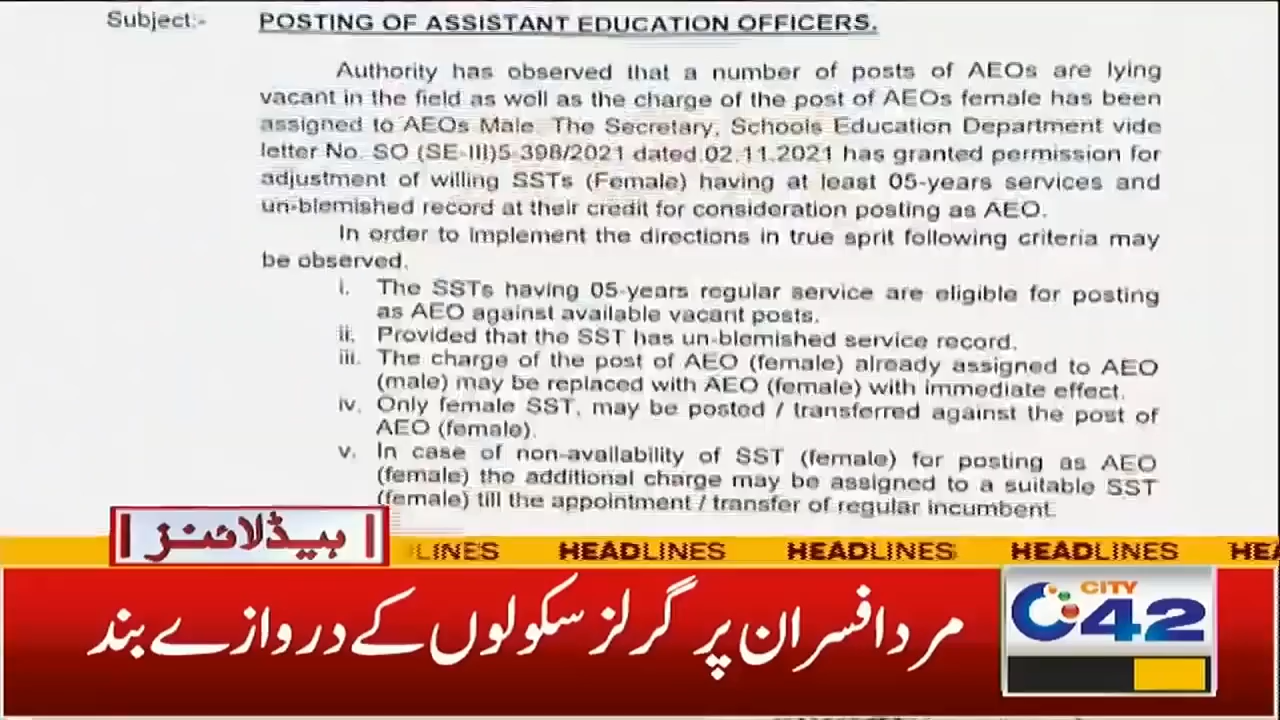 Subject:- POSTING OF ASSISTANT EDUCATION OFFICERS.
Authority has observed that a number of posts of AEOs are lying
vacant in the field as well as the charge of the post of AEOs female has been
assigned to AEOs Male. The Secretary, Schools Education Department vide
letter No. SO (SE-III)5-398/2021 dated.02.11.2021 has granted permission for
adjustment of willing SSTs (Female) having at least 05-years services and
un-blemished record at their credit for consideration posting as AEO.
In order to implement the directions in true sprit following criteria may
be observed.
i. The SSTs having 05-years regular service are eligible for posting
as AEO against available vacant posts.
ii. Provided that the SST has un-blemished service record.
iii. The charge of the post of AEO (female) already assigned to AEO
(male) may be replaced with AEO (female) with immediate effect.
iv. Only female SST, may be posted / transferred against the post of
AEO (female).
v. In case of non-availability of SST (female) for posting as AEO
(female) the additional charge may be assigned to a suitable SST
(female) till the appointment / transfer of regular incumbent.
ہیڈلائنز
LINES HEADLINES HEADLINES HEADLINES HEA
مرد افسران پر گرلز سکولوں کے دروازے بند
CITY
42